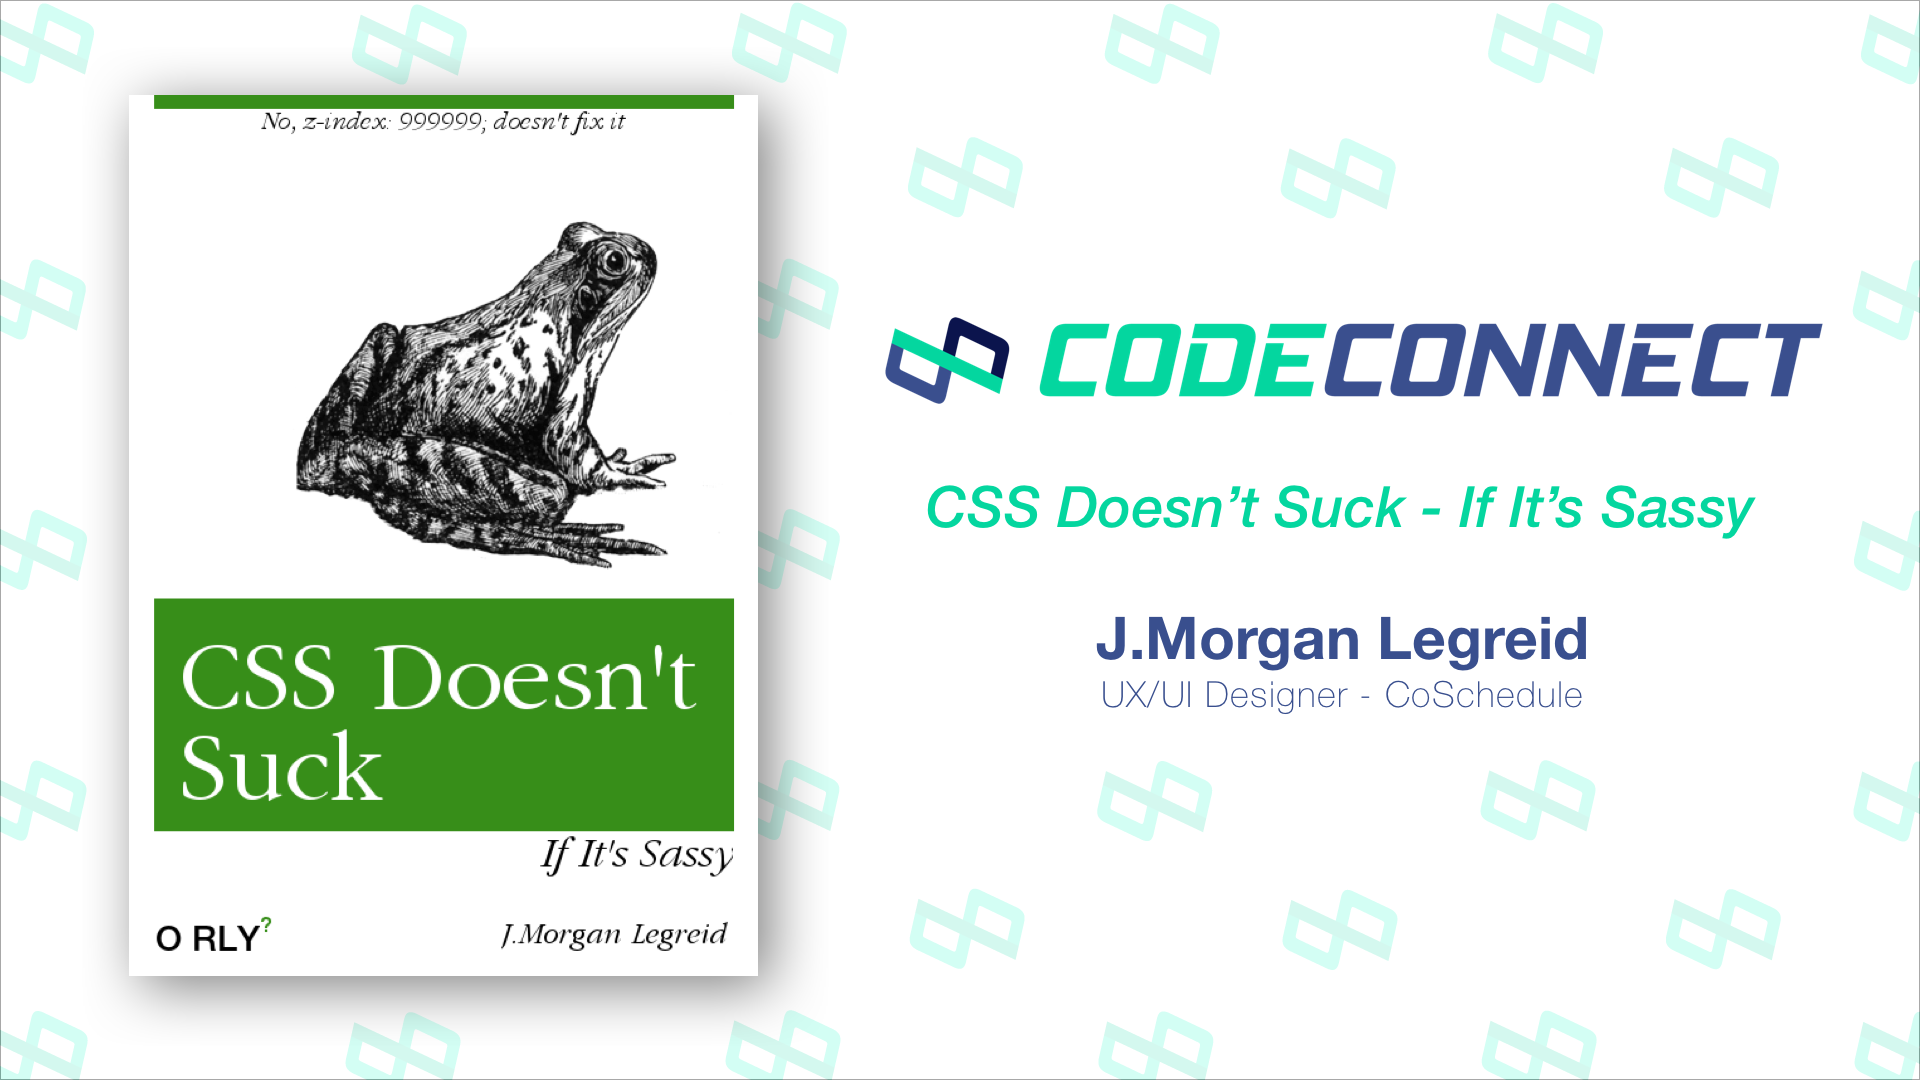 No, z-index: 999999; doesn't fix it
CSS Doesn't
Suck
If It's Sassy
O RLY?
J.Morgan Legreid
CODECONNECT
CSS Doesn’t Suck - If It’s Sassy
J.Morgan Legreid
UX/UI Designer - CoSchedule